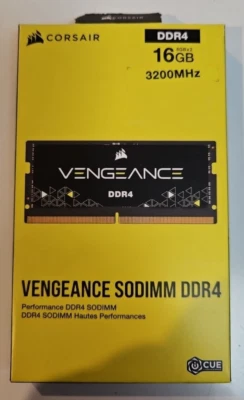 CORSAIR
DDR4
16GB
3200MHz
VENGEANCE
DDR4
VENGEANCE SODIMM DDR4
Performance DDR4 SODIMM
DDR4 SODIMM Hautes Performances
iCUE